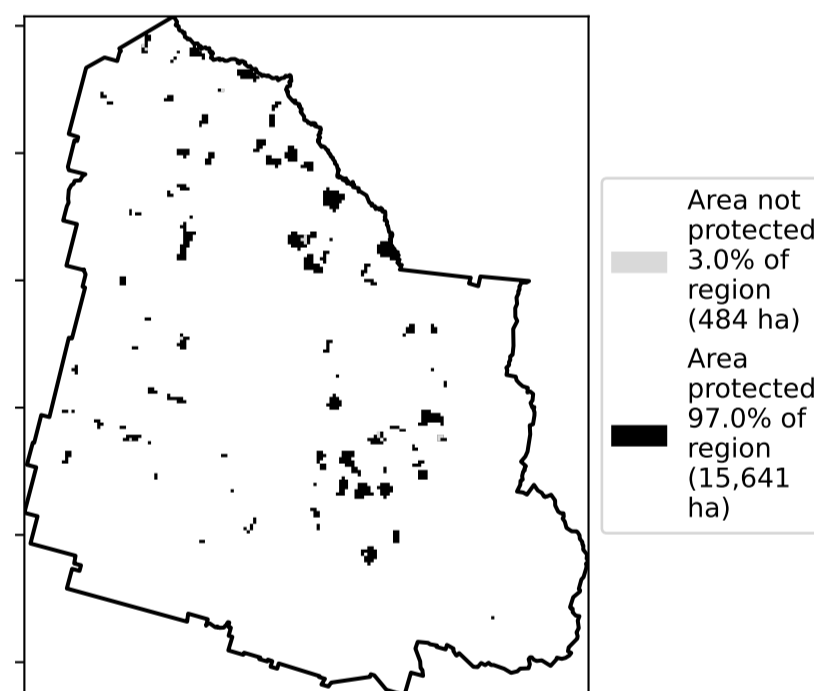 Area not
protected
3.0% of
region
(484 ha)
Area
protected
97.0% of
region
(15,641
ha)